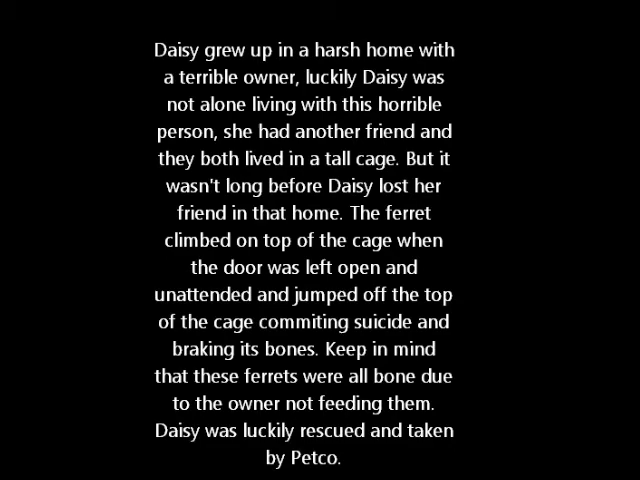 Daisy grew up in a harsh home with
a terrible owner, luckily Daisy was
not alone living with this horrible
person, she had another friend and
they both lived in a tall cage. But it
wasn't long before Daisy lost her
friend in that home. The ferret
climbed on top of the cage when
the door was left open and
unattended and jumped off the top
of the cage commiting suicide and
braking its bones. Keep in mind
that these ferrets were all bone due
to the owner not feeding them.
Daisy was luckily rescued and taken
by Petco.